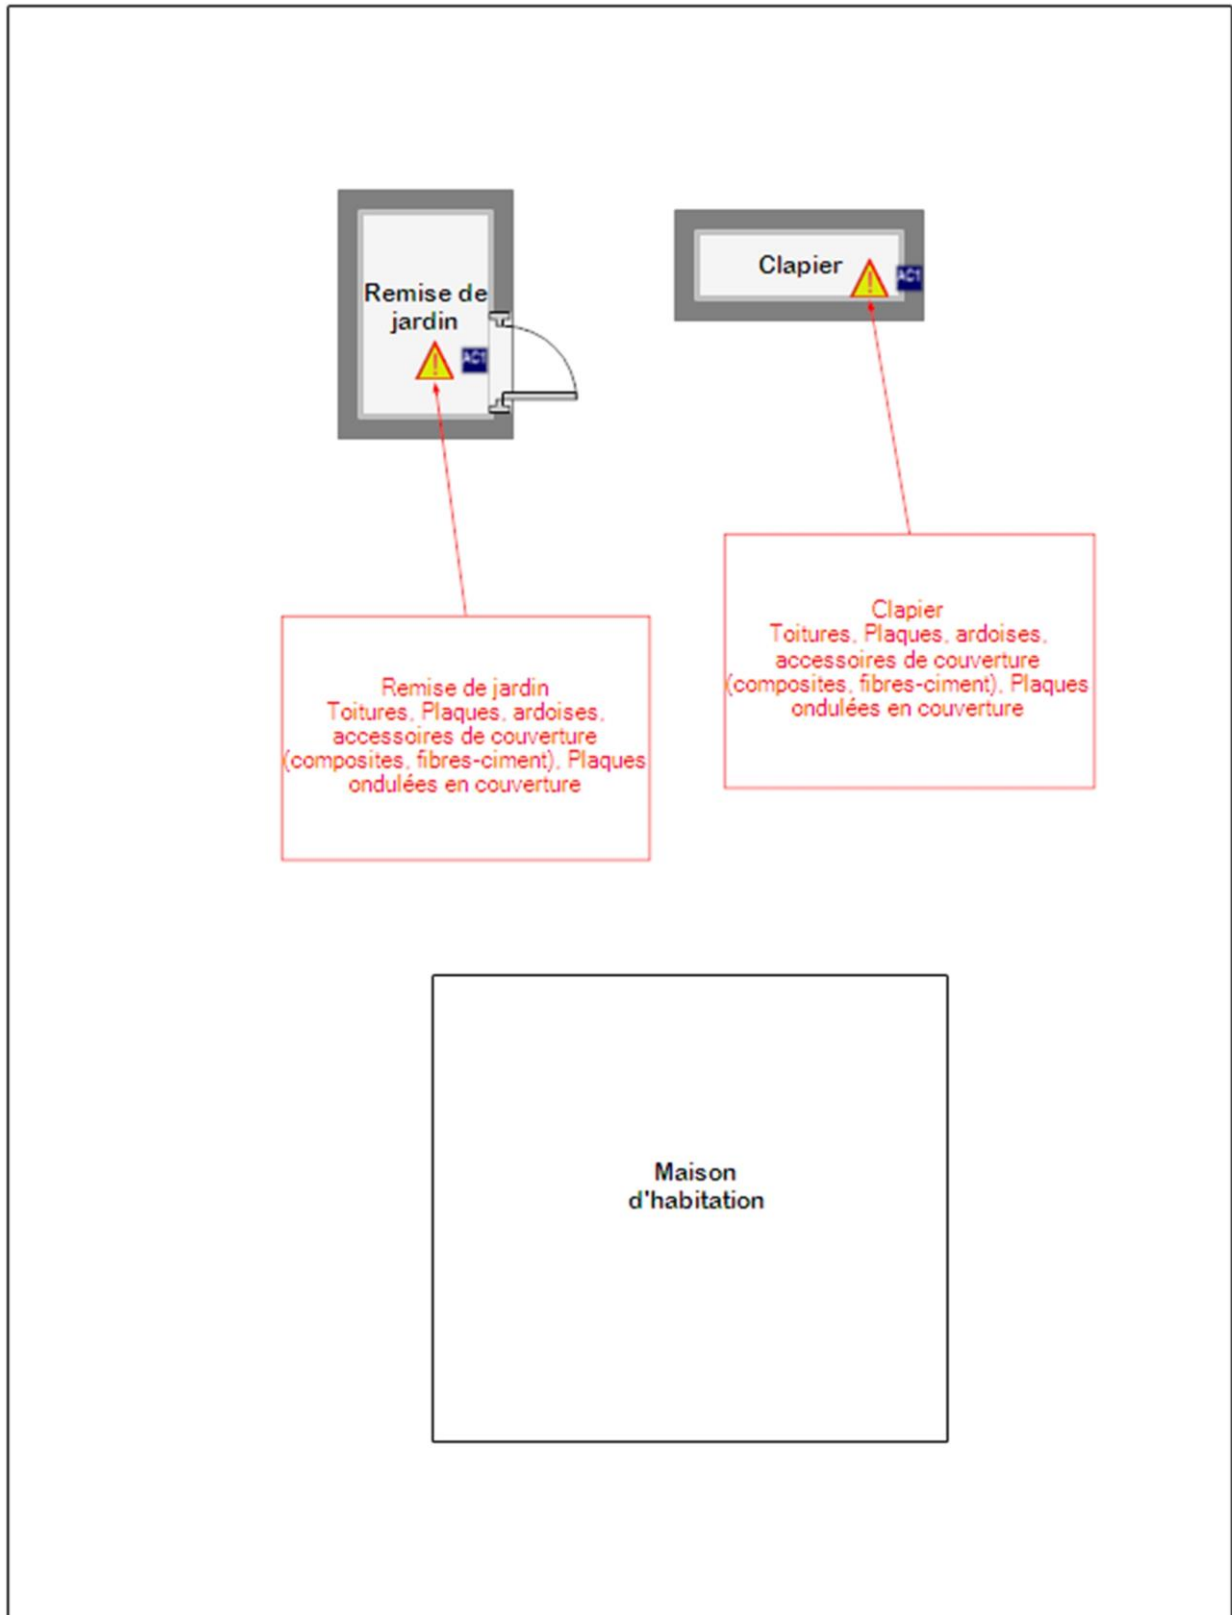 Remise de
jardin
AC1
Clapier
AC1
Remise de jardin
Toitures, Plaques, ardoises,
accessoires de couverture
(composites, fibres-ciment), Plaques
ondulées en couverture
Clapier
Toitures, Plaques, ardoises,
accessoires de couverture
(composites, fibres-ciment), Plaques
ondulées en couverture
Maison
d'habitation